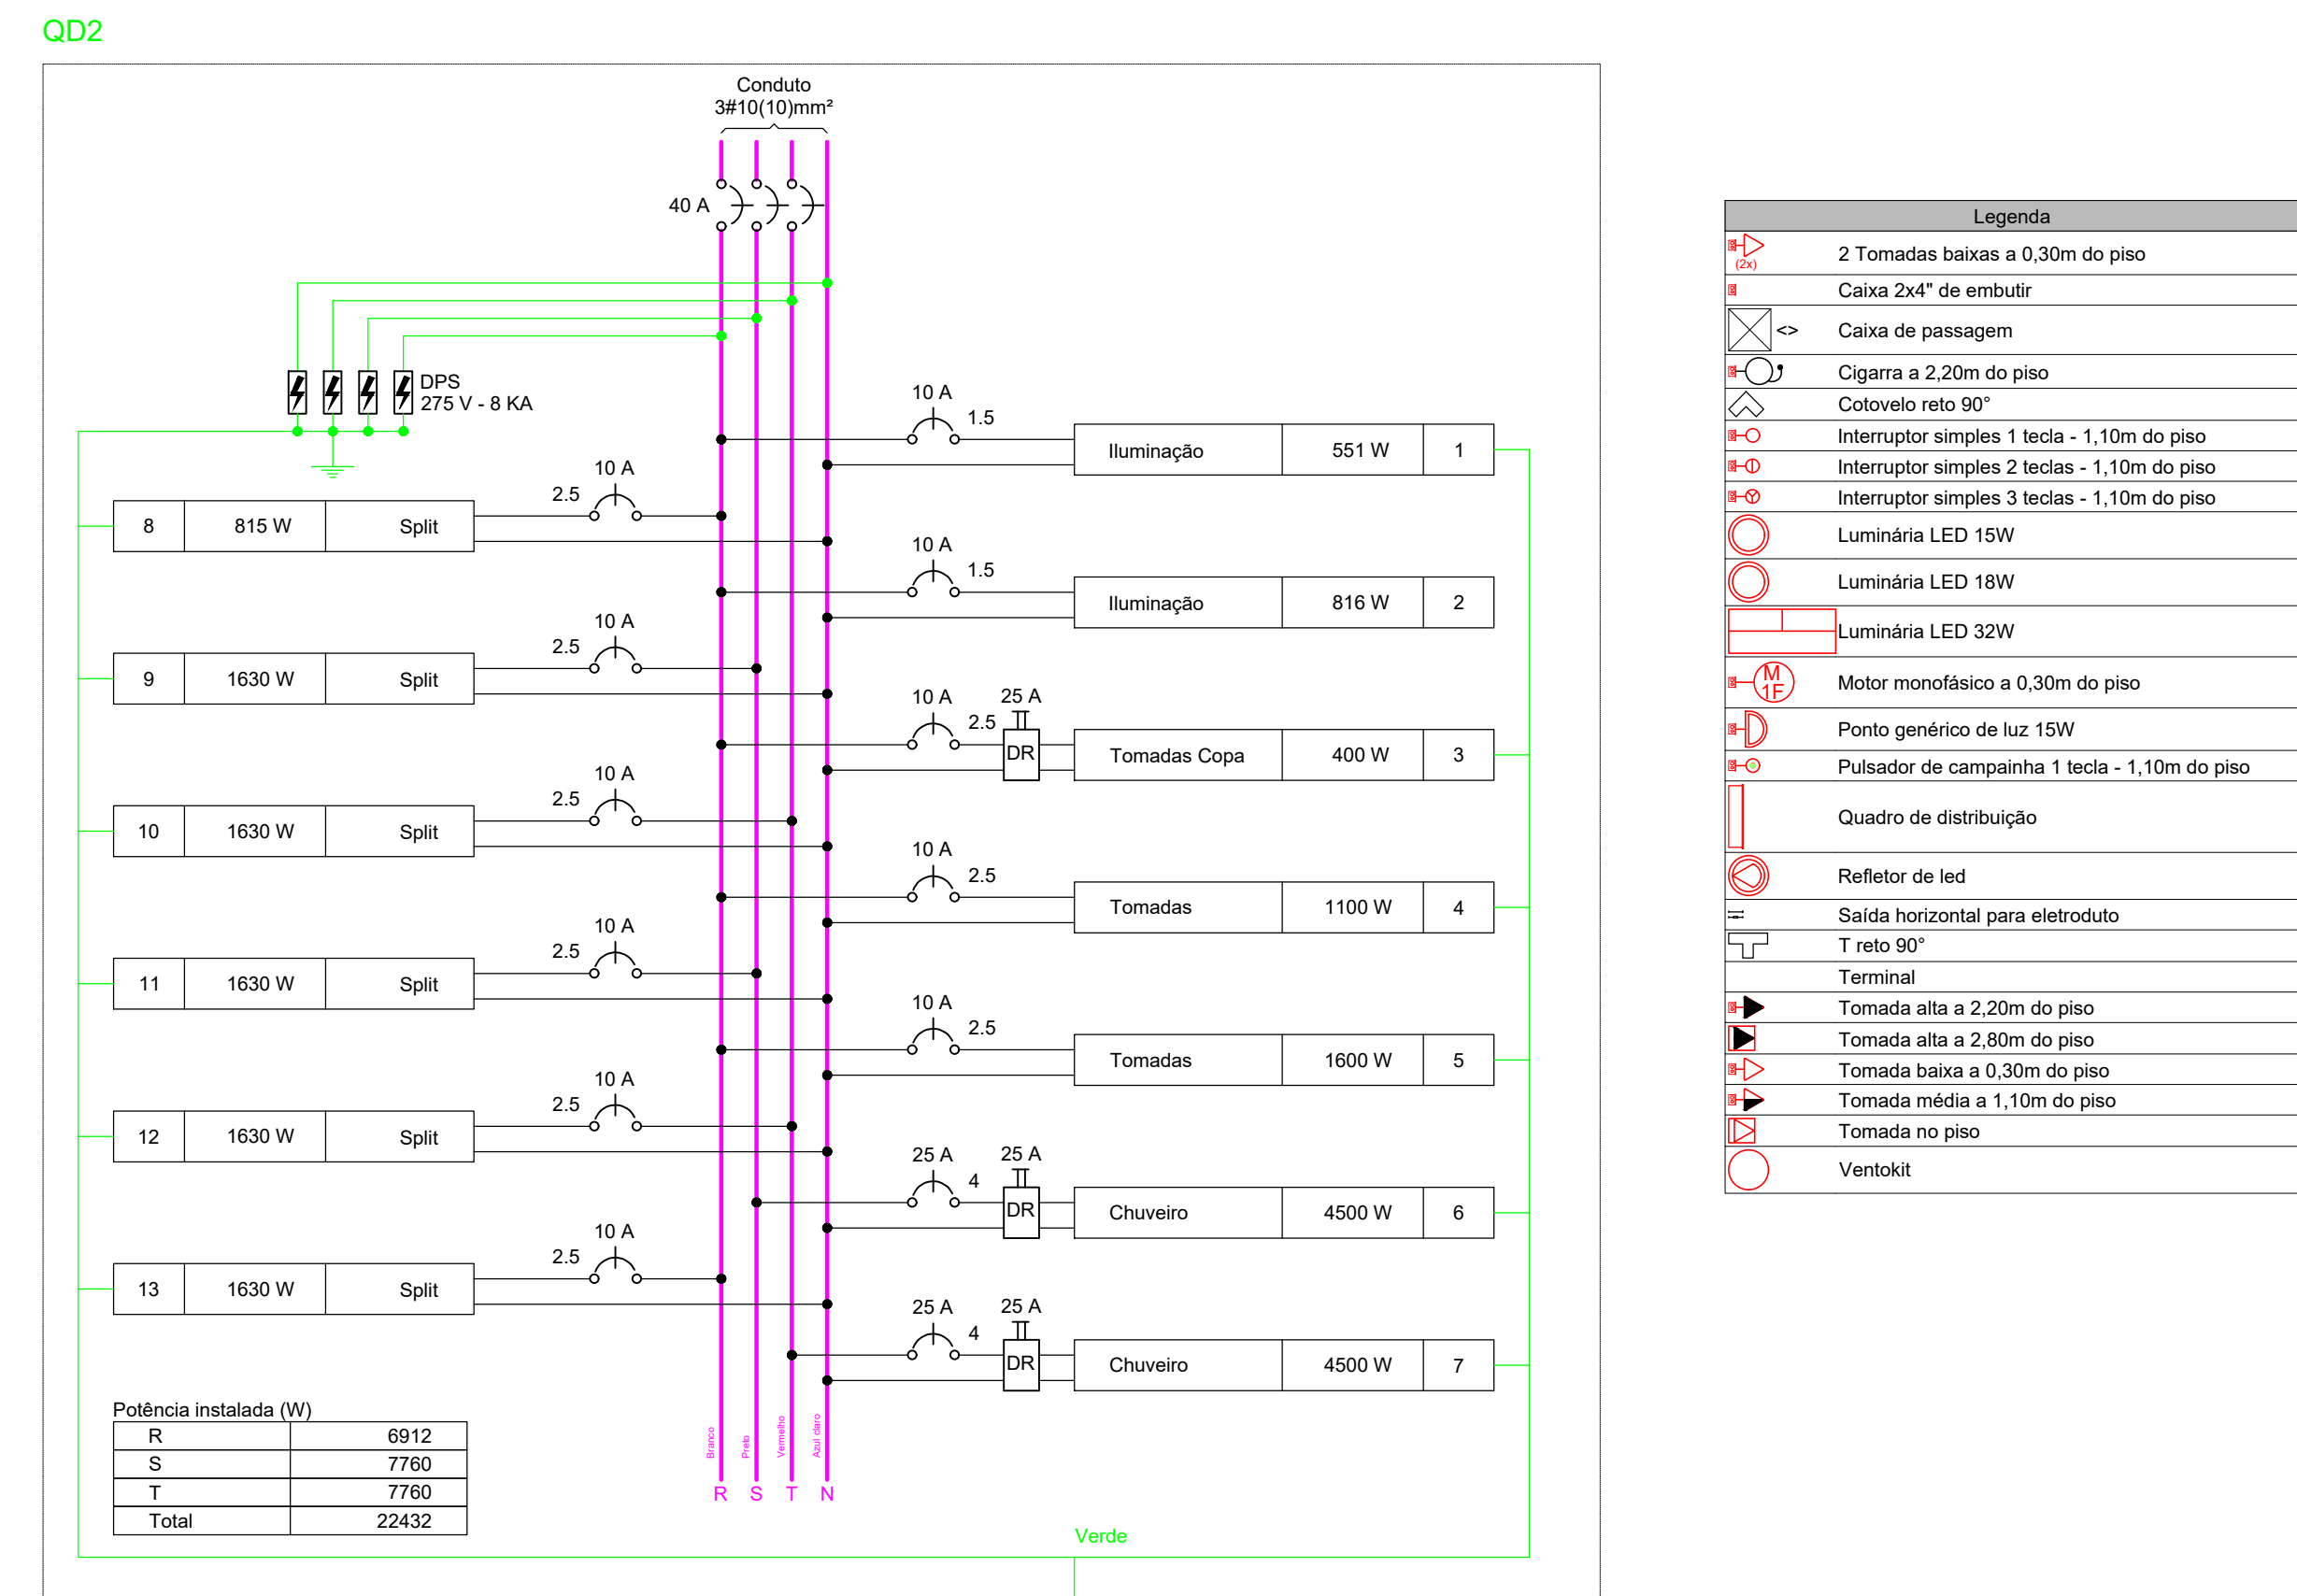 QD2
Conduto
3#10(10)mm²
40 A
DPS
275 V - 8 KA
10 A
1.5
Iluminação 551 W 1
10 A
2.5
8 815 W Split
10 A
1.5
Iluminação 816 W 2
10 A
2.5
9 1630 W Split
10 A 25 A
2.5
DR
Tomadas Copa 400 W 3
10 A
2.5
10 1630 W Split
10 A
2.5
Tomadas 1100 W 4
10 A
2.5
11 1630 W Split
10 A
2.5
Tomadas 1600 W 5
10 A
2.5
12 1630 W Split
25 A 25 A
4
DR
Chuveiro 4500 W 6
10 A
2.5
13 1630 W Split
25 A 25 A
4
DR
Chuveiro 4500 W 7
Potência instalada (W)
R 6912
S 7760
T 7760
Total 22432
Branco
Preto
Vermelho
Azul claro
R S T N
Verde
Legenda
(2x)
2 Tomadas baixas a 0,30m do piso
Caixa 2x4" de embutir
<> Caixa de passagem
Cigarra a 2,20m do piso
Cotovelo reto 90°
Interruptor simples 1 tecla - 1,10m do piso
Interruptor simples 2 teclas - 1,10m do piso
Interruptor simples 3 teclas - 1,10m do piso
Luminária LED 15W
Luminária LED 18W
Luminária LED 32W
M
1F
Motor monofásico a 0,30m do piso
Ponto genérico de luz 15W
Pulsador de campainha 1 tecla - 1,10m do piso
Quadro de distribuição
Refletor de led
Saída horizontal para eletroduto
T reto 90°
Terminal
Tomada alta a 2,20m do piso
Tomada alta a 2,80m do piso
Tomada baixa a 0,30m do piso
Tomada média a 1,10m do piso
Tomada no piso
Ventokit